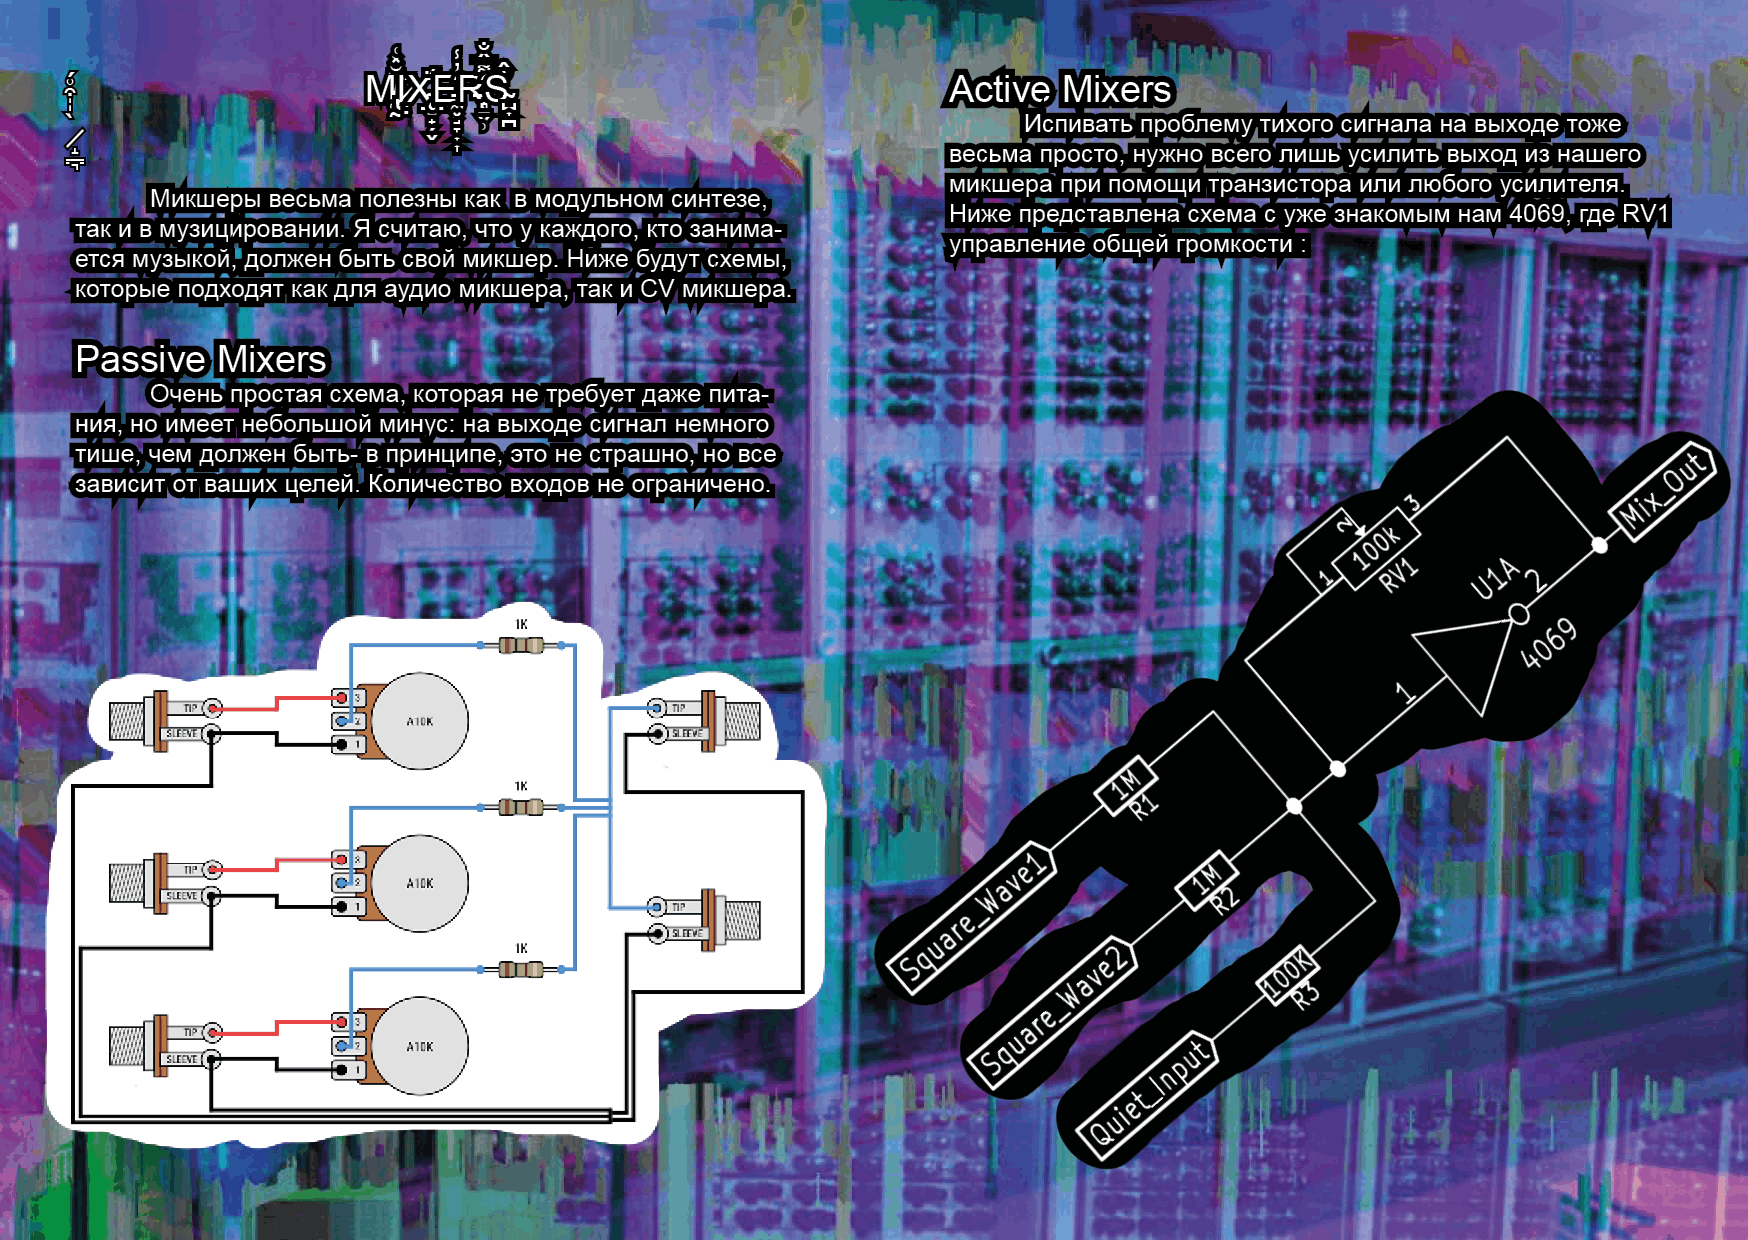 MIXERS
Микшеры весьма полезны как в модульном синтезе,
так и в музицировании. Я считаю, что у каждого, кто занима-
ется музыкой, должен быть свой микшер. Ниже будут схемы,
которые подходят как для аудио микшера, так и CV микшера.
Passive Mixers
Очень простая схема, которая не требует даже пита-
ния, но имеет небольшой минус: на выходе сигнал немного
тише, чем должен быть- в принципе, это не страшно, но все
зависит от ваших целей. Количество входов не ограничено.
1K
TIP
SLEEVE
3
2
1
A10K
TIP
SLEEVE
1K
TIP
SLEEVE
3
2
1
A10K
TIP
SLEEVE
1K
TIP
SLEEVE
3
2
1
A10K
Active Mixers
Испивать проблему тихого сигнала на выходе тоже
весьма просто, нужно всего лишь усилить выход из нашего
микшера при помощи транзистора или любого усилителя.
Ниже представлена схема с уже знакомым нам 4069, где RV1
управление общей громкости :
Mix_Out
2
3
100k
1
RV1
U1A
2
4069
1
1M
R1
Square_Wave1
1M
R2
Square_Wave2
100K
R3
Quiet_Input